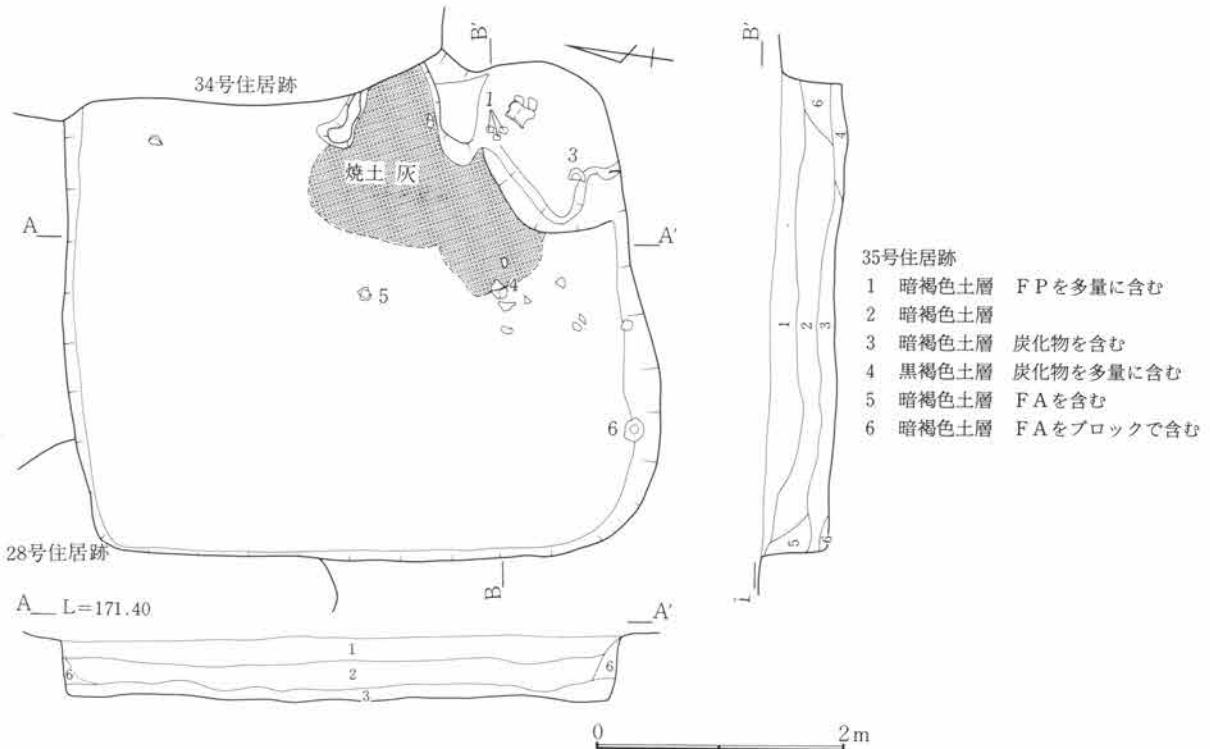 B'
B'
34号住居跡
1
3
焼土 灰
A
A'
4
5
6
28号住居跡
B
35号住居跡
1 暗褐色土層 FPを多量に含む
2 暗褐色土層
3 暗褐色土層 炭化物を含む
4 黒褐色土層 炭化物を多量に含む
5 暗褐色土層 FAを含む
6 暗褐色土層 FAをブロックで含む
6
4
1
2
3
5
6
A L=171.40
A'
1
2
3
6
6
0 2m